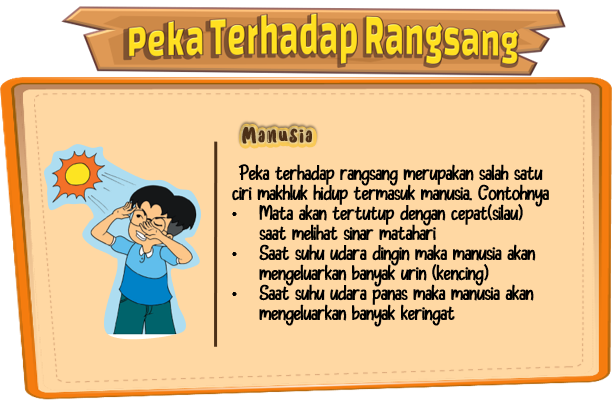 Peka Terhadap Rangsang
Manusia
Peka terhadap rangsang merupakan salah satu
ciri makhluk hidup termasuk manusia. Contohnya
• Mata akan tertutup dengan cepat(silau)
saat melihat sinar matahari
• Saat suhu udara dingin maka manusia akan
mengeluarkan banyak urin (kencing)
• Saat suhu udara panas maka manusia akan
mengeluarkan banyak keringat